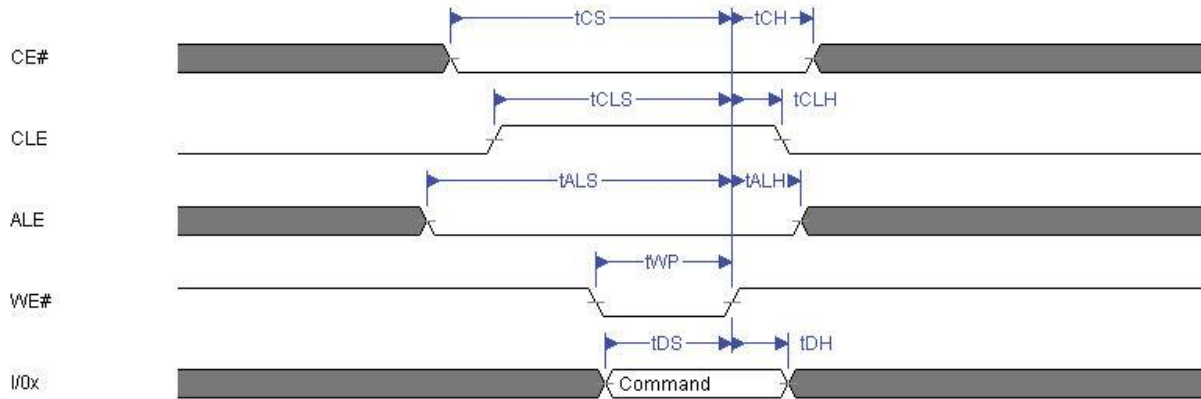 tCS tCH
CE#
tCLS tCLH
CLE
tALS tALH
ALE
tWP
WE#
tDS tDH
I/0x Command